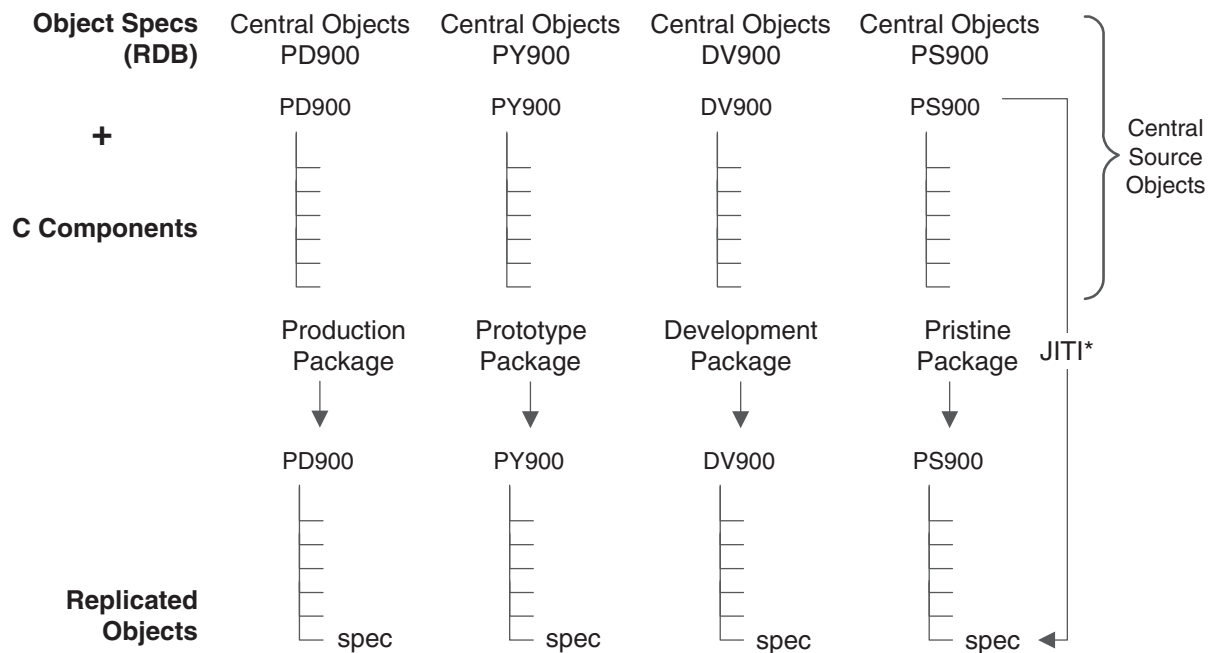 Object Specs
(RDB)
Central Objects
PD900
Central Objects
PY900
Central Objects
DV900
Central Objects
PS900
+
PD900
PY900
DV900
PS900
Central
Source
Objects
C Components
Production
Package
Prototype
Package
Development
Package
Pristine
Package
JITI*
PD900
PY900
DV900
PS900
Replicated
Objects
spec
spec
spec
spec